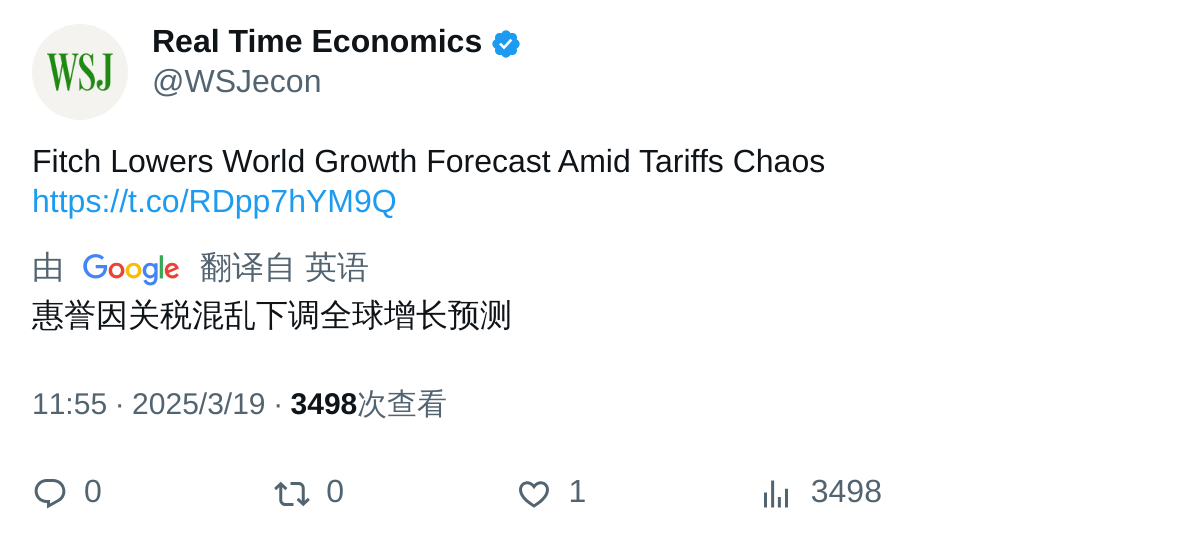 WSJ
Real Time Economics
@WSJecon
Fitch Lowers World Growth Forecast Amid Tariffs Chaos
https://t.co/RDpp7hYM9Q
由 Google 翻译自 英语
惠誉因关税混乱下调全球增长预测
11:55 · 2025/3/19 · 3498次查看
0 0 1 3498